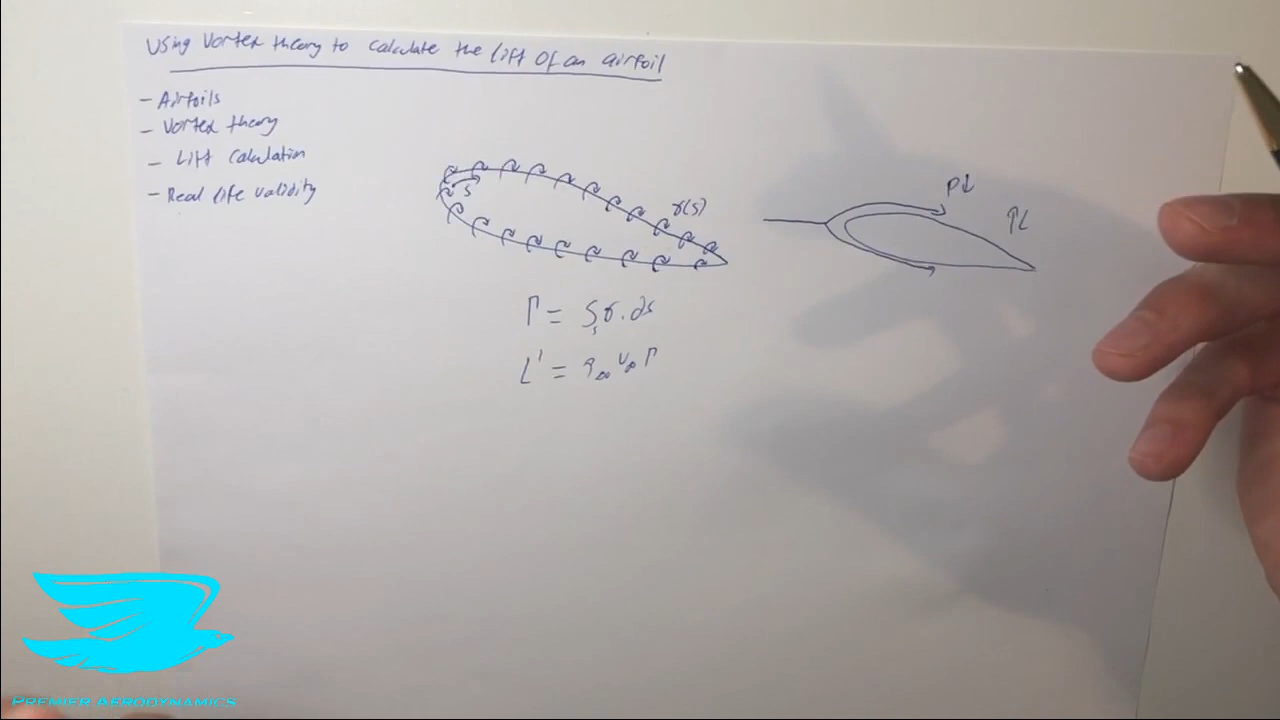 Using Vortex theory to calculate the lift of an airfoil
- Airfoils
- Vortex theory
- Lift Calculation
- Real life validity
s
γ(s)
P↓
↑L
Γ = ∫ₛγ.ds
L' = ρ∞ V∞ Γ
PREMIER AERODYNAMICS